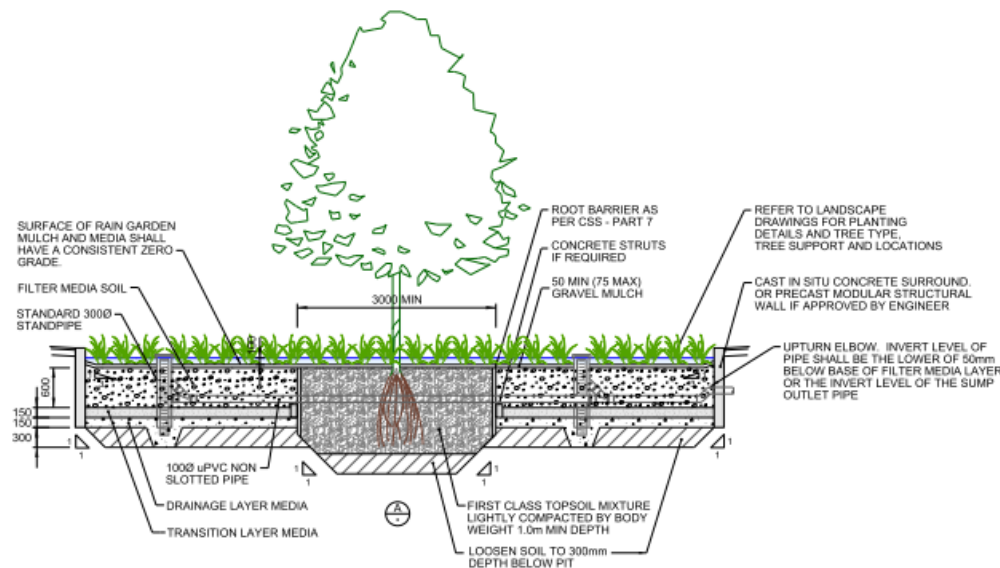 SURFACE OF RAIN GARDEN
MULCH AND MEDIA SHALL
HAVE A CONSISTENT ZERO
GRADE.
FILTER MEDIA SOIL
STANDARD 300Ø
STANDPIPE
ROOT BARRIER AS
PER CSS - PART 7
CONCRETE STRUTS
IF REQUIRED
50 MIN (75 MAX)
GRAVEL MULCH
REFER TO LANDSCAPE
DRAWINGS FOR PLANTING
DETAILS AND TREE TYPE,
TREE SUPPORT AND LOCATIONS
CAST IN SITU CONCRETE SURROUND.
OR PRECAST MODULAR STRUCTURAL
WALL IF APPROVED BY ENGINEER
UPTURN ELBOW. INVERT LEVEL OF
PIPE SHALL BE THE LOWER OF 50mm
BELOW BASE OF FILTER MEDIA LAYER
OR THE INVERT LEVEL OF THE SUMP
OUTLET PIPE
3000 MIN
100
600
150
150
300
1
1
1
1
1
1
1
1
100Ø uPVC NON
SLOTTED PIPE
DRAINAGE LAYER MEDIA
TRANSITION LAYER MEDIA
A
-
FIRST CLASS TOPSOIL MIXTURE
LIGHTLY COMPACTED BY BODY
WEIGHT 1.0m MIN DEPTH
LOOSEN SOIL TO 300mm
DEPTH BELOW PIT